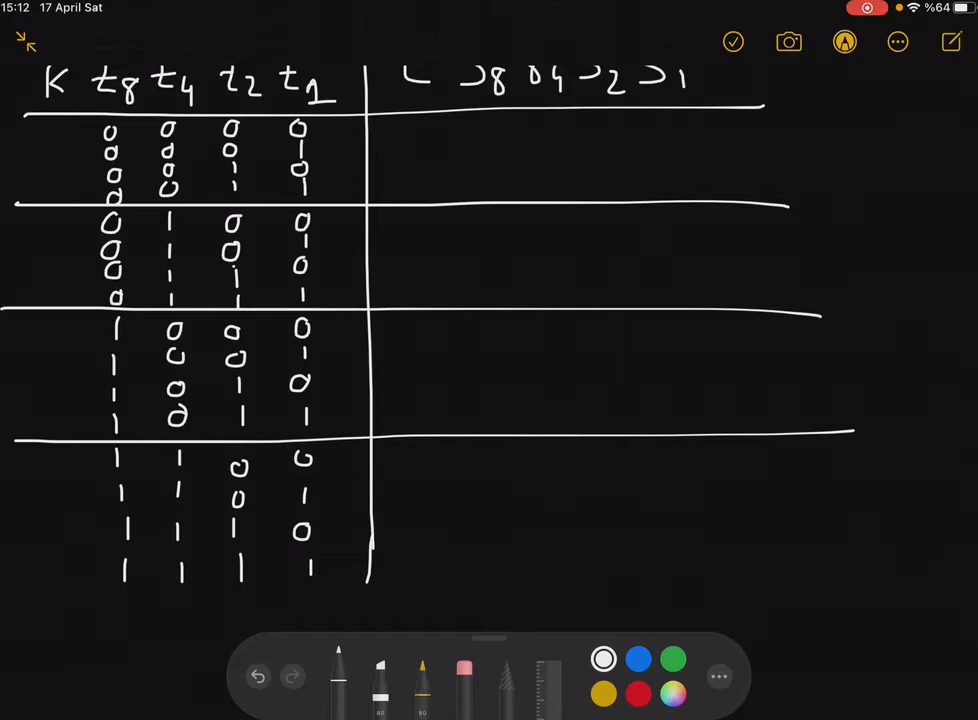 15:12 17 April Sat %64
K t8 t4 t2 t1
0 0 0 0
0 0 0 1
0 0 1 0
0 0 1 1
0 1 0 0
0 1 0 1
0 1 1 0
0 1 1 1
1 0 0 0
1 0 0 1
1 0 1 0
1 0 1 1
1 1 0 0
1 1 0 1
1 1 1 0
1 1 1 1
80 50